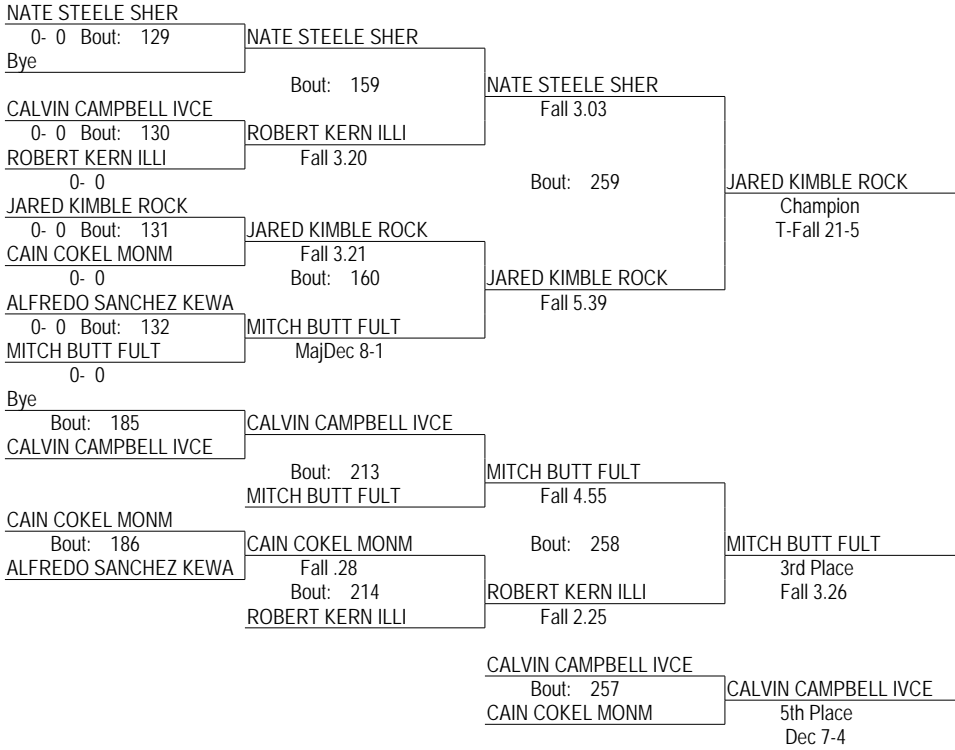 NATE STEELE SHER
0- 0 Bout: 129
NATE STEELE SHER
Bye
Bout: 159
NATE STEELE SHER
CALVIN CAMPBELL IVCE
Fall 3.03
0- 0 Bout: 130
ROBERT KERN ILLI
ROBERT KERN ILLI
Fall 3.20
0- 0
Bout: 259
JARED KIMBLE ROCK
JARED KIMBLE ROCK
Champion
0- 0 Bout: 131
JARED KIMBLE ROCK
T-Fall 21-5
CAIN COKEL MONM
Fall 3.21
0- 0
Bout: 160
JARED KIMBLE ROCK
ALFREDO SANCHEZ KEWA
Fall 5.39
0- 0 Bout: 132
MITCH BUTT FULT
MITCH BUTT FULT
MajDec 8-1
0- 0
Bye
Bout: 185
CALVIN CAMPBELL IVCE
CALVIN CAMPBELL IVCE
Bout: 213
MITCH BUTT FULT
MITCH BUTT FULT
Fall 4.55
CAIN COKEL MONM
Bout: 186
CAIN COKEL MONM
Bout: 258
MITCH BUTT FULT
ALFREDO SANCHEZ KEWA
Fall .28
3rd Place
Bout: 214
ROBERT KERN ILLI
Fall 3.26
ROBERT KERN ILLI
Fall 2.25
CALVIN CAMPBELL IVCE
Bout: 257
CALVIN CAMPBELL IVCE
CAIN COKEL MONM
5th Place
Dec 7-4